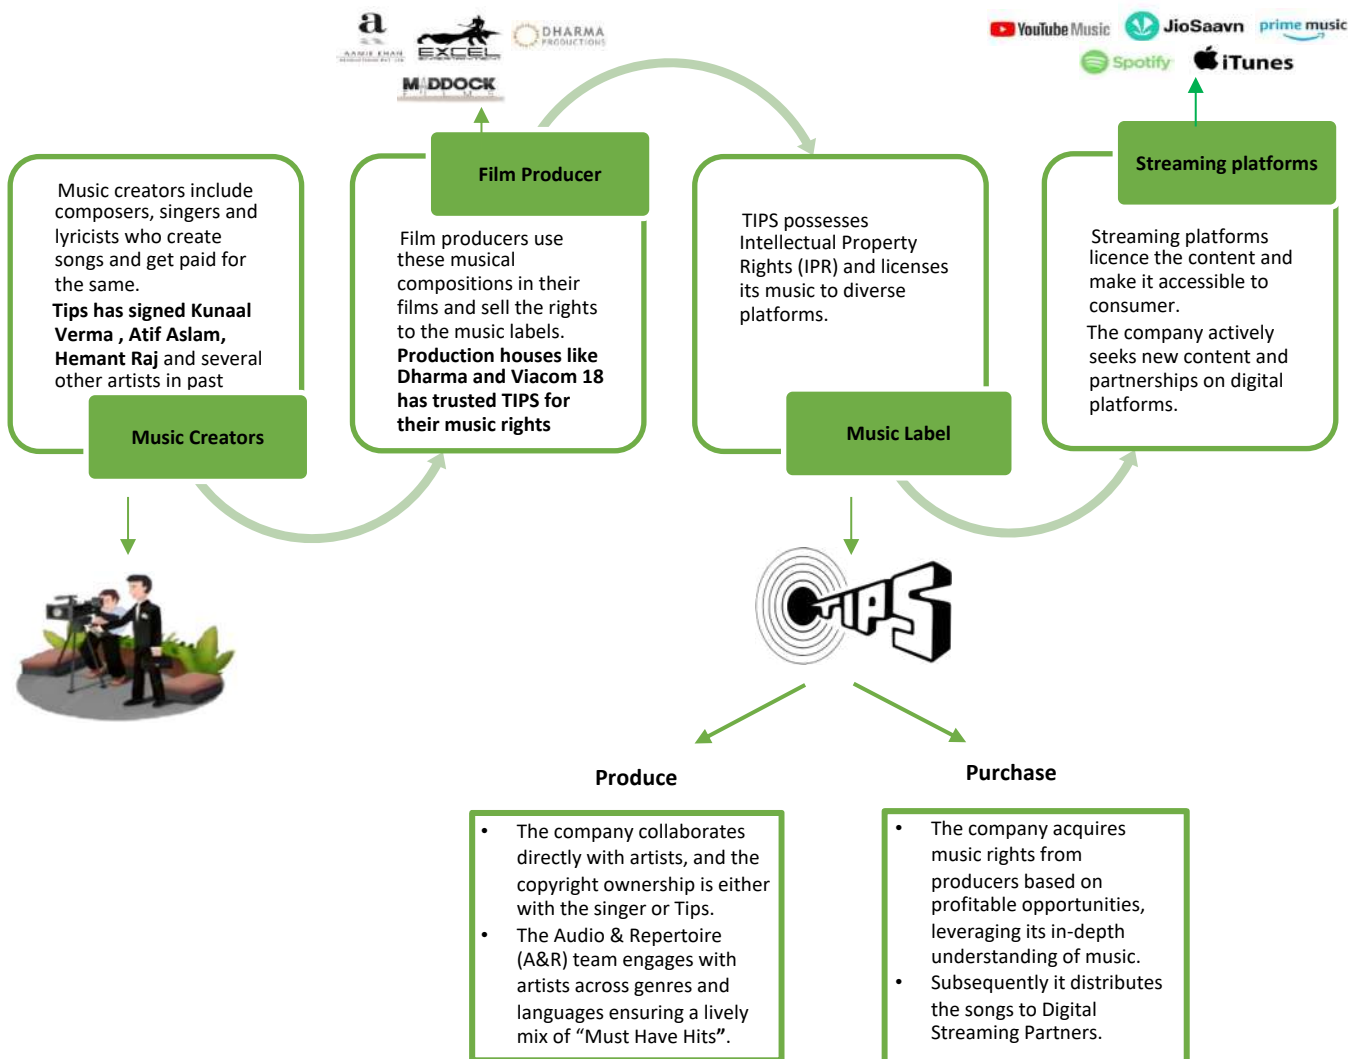 a
AAMIR KHAN
EXCEL
ENTERTAINMENT
DHARMA
PRODUCTIONS
MADDOCK
FILMS
YouTube Music
JioSaavn
prime music
Spotify
iTunes
Music creators include
composers, singers and
lyricists who create
songs and get paid for
the same.
Tips has signed Kunaal
Verma , Atif Aslam,
Hemant Raj and several
other artists in past
Music Creators
Film Producer
Film producers use
these musical
compositions in their
films and sell the rights
to the music labels.
Production houses like
Dharma and Viacom 18
has trusted TIPS for
their music rights
TIPS possesses
Intellectual Property
Rights (IPR) and licenses
its music to diverse
platforms.
Music Label
Streaming platforms
Streaming platforms
licence the content and
make it accessible to
consumer.
The company actively
seeks new content and
partnerships on digital
platforms.
TIPS
Produce
• The company collaborates
directly with artists, and the
copyright ownership is either
with the singer or Tips.
• The Audio & Repertoire
(A&R) team engages with
artists across genres and
languages ensuring a lively
mix of “Must Have Hits”.
Purchase
• The company acquires
music rights from
producers based on
profitable opportunities,
leveraging its in-depth
understanding of music.
• Subsequently it distributes
the songs to Digital
Streaming Partners.